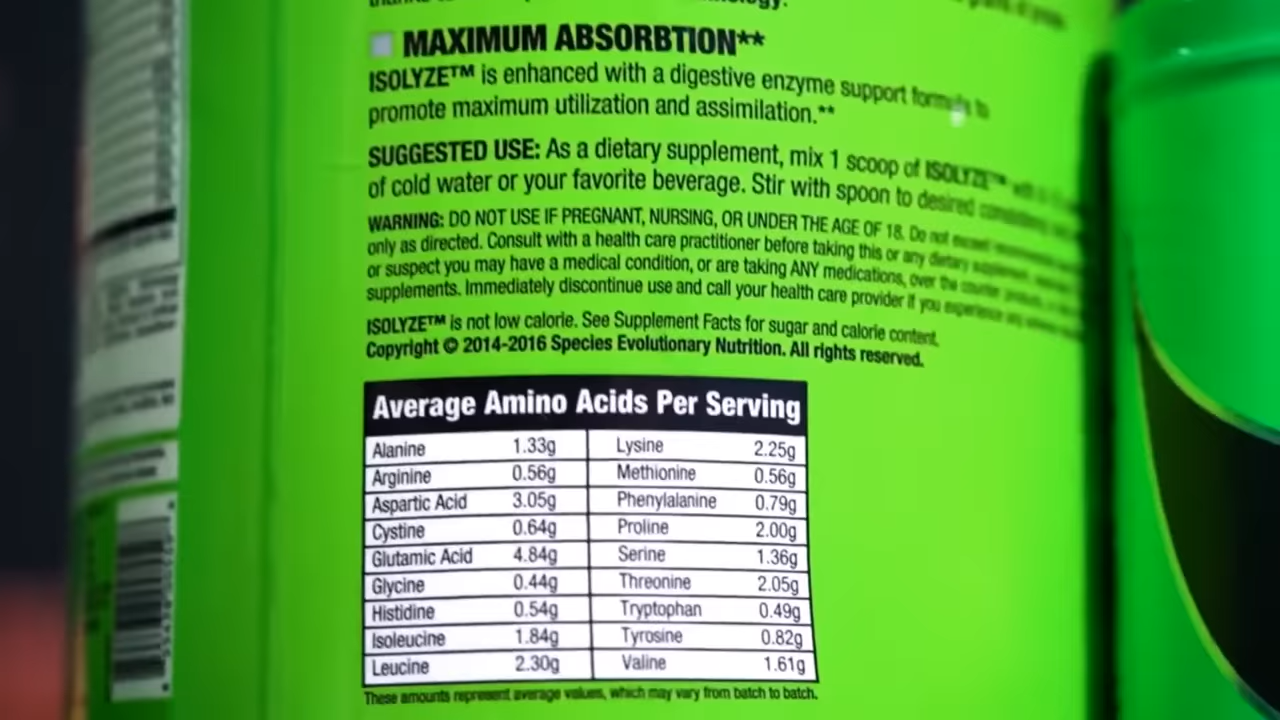 MAXIMUM ABSORBTION**
ISOLYZE™ is enhanced with a digestive enzyme support formula to
promote maximum utilization and assimilation.**
SUGGESTED USE: As a dietary supplement, mix 1 scoop of ISOLYZE™ with
of cold water or your favorite beverage. Stir with spoon to desired
WARNING: DO NOT USE IF PREGNANT, NURSING, OR UNDER THE AGE OF 18. Do not exceed
only as directed. Consult with a health care practitioner before taking this or any dietary supplement
or suspect you may have a medical condition, or are taking ANY medications, over the counter
supplements. Immediately discontinue use and call your health care provider if you experience any
ISOLYZE™ is not low calorie. See Supplement Facts for sugar and calorie content.
Copyright © 2014-2016 Species Evolutionary Nutrition. All rights reserved.
Average Amino Acids Per Serving
Alanine 1.33g Lysine 2.25g
Arginine 0.56g Methionine 0.56g
Aspartic Acid 3.05g Phenylalanine 0.79g
Cystine 0.64g Proline 2.00g
Glutamic Acid 4.84g Serine 1.36g
Glycine 0.44g Threonine 2.05g
Histidine 0.54g Tryptophan 0.49g
Isoleucine 1.84g Tyrosine 0.82g
Leucine 2.30g Valine 1.61g
These amounts represent average values, which may vary from batch to batch.